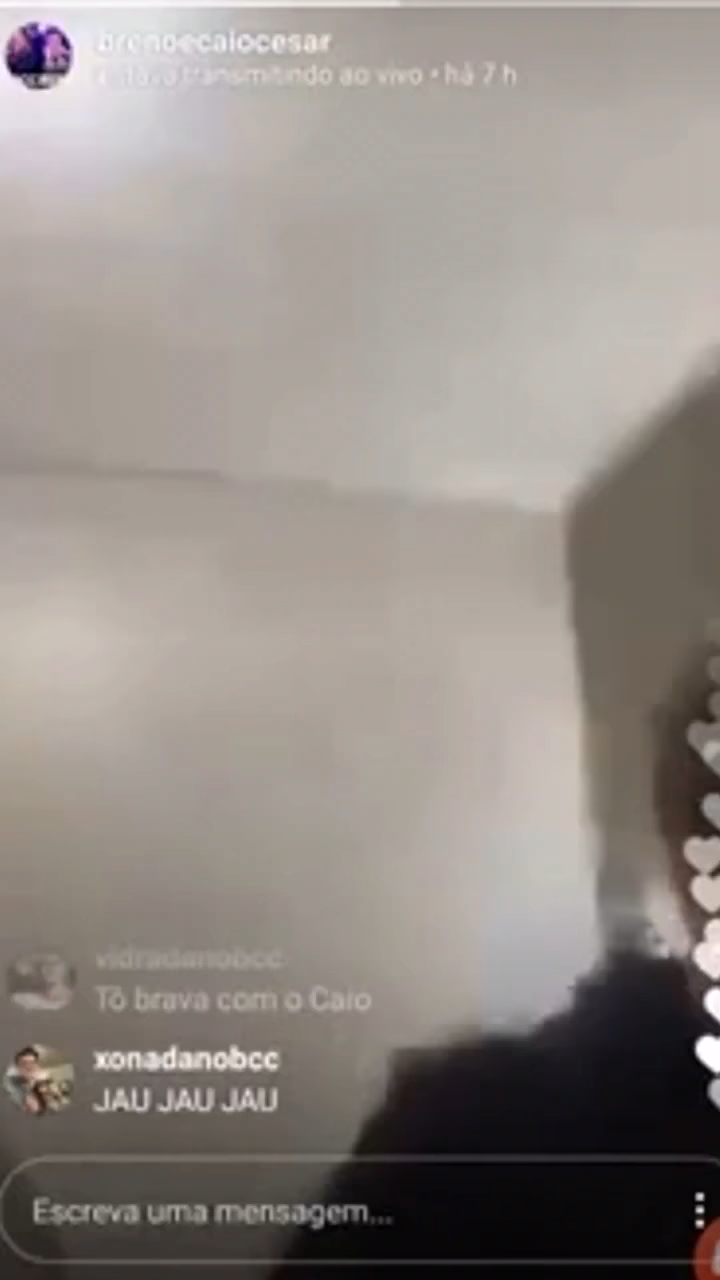 brenoecaiocesar
estava transmitindo ao vivo • há 7 h
vidradanobcc
Tô brava com o Caio
xonadanobcc
JAU JAU JAU
Escreva uma mensagem...